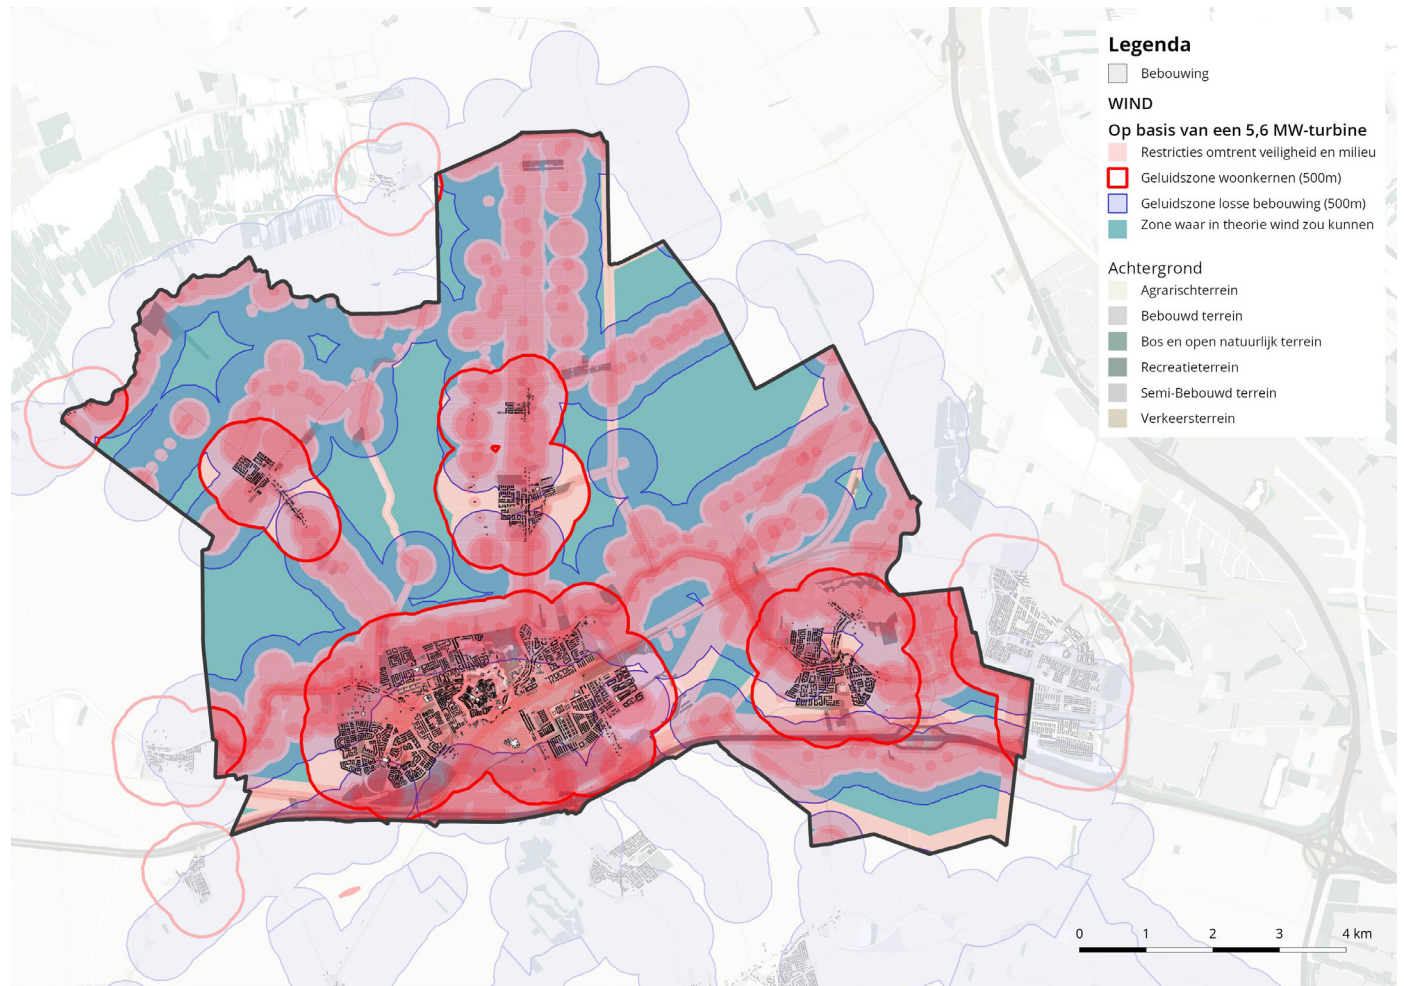 Legenda
Bebouwing
WIND
Op basis van een 5,6 MW-turbine
Restricties omtrent veiligheid en milieu
Geluidszone woonkernen (500m)
Geluidszone losse bebouwing (500m)
Zone waar in theorie wind zou kunnen
Achtergrond
Agrarischterrein
Bebouwd terrein
Bos en open natuurlijk terrein
Recreatieterrein
Semi-Bebouwd terrein
Verkeersterrein
0 1 2 3 4 km